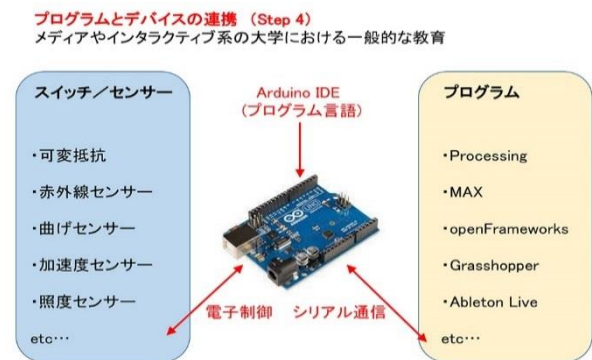 プログラムとデバイスの連携 (Step 4)
メディアやインタラクティブ系の大学における一般的な教育
スイッチ／センサー
・可変抵抗
・赤外線センサー
・曲げセンサー
・加速度センサー
・照度センサー
etc…
Arduino IDE
(プログラム言語)
UNO
電子制御
シリアル通信
プログラム
・Processing
・MAX
・openFrameworks
・Grasshopper
・Ableton Live
etc…